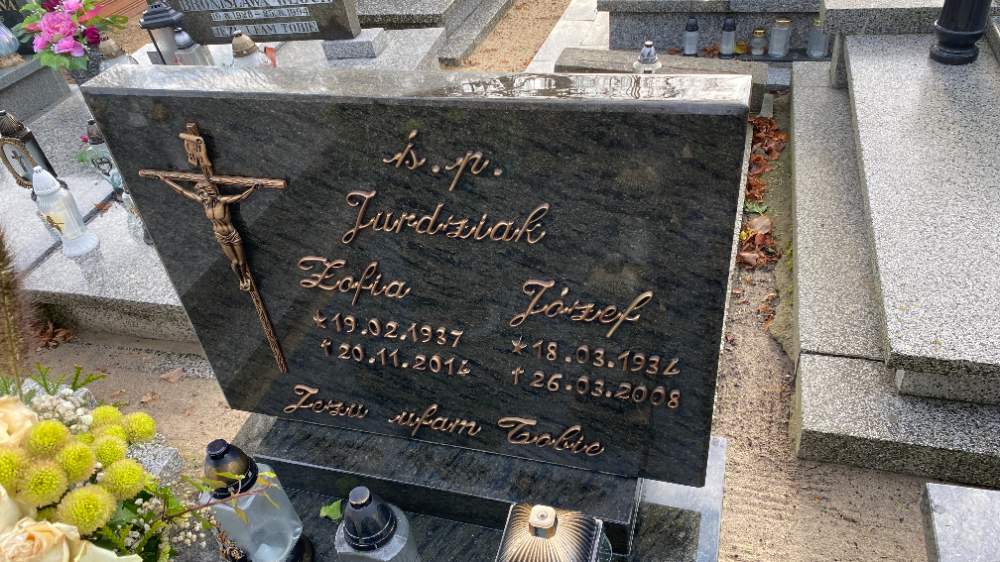 ś.p.
Jurdziak
Zofia
*19.02.1937
†20.11.2014
Józef
*18.03.1934
†26.03.2008
Jezu ufam Tobie